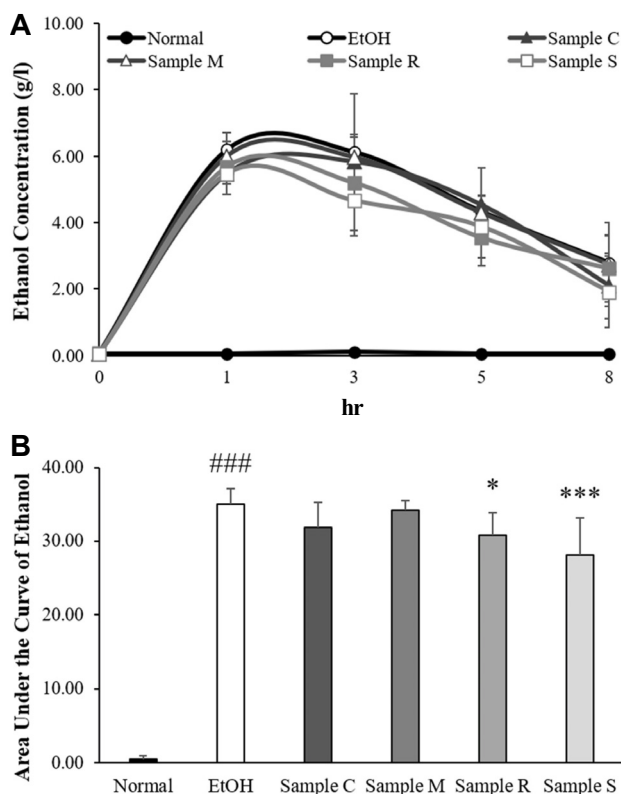 A
Ethanol Concentration (g/l)
10.00
8.00
6.00
4.00
2.00
0.00
Normal
EtOH
Sample C
Sample M
Sample R
Sample S
0
1
3
5
8
hr
B
Area Under the Curve of Ethanol
40.00
30.00
20.00
10.00
0.00
###
*
***
Normal
EtOH
Sample C
Sample M
Sample R
Sample S